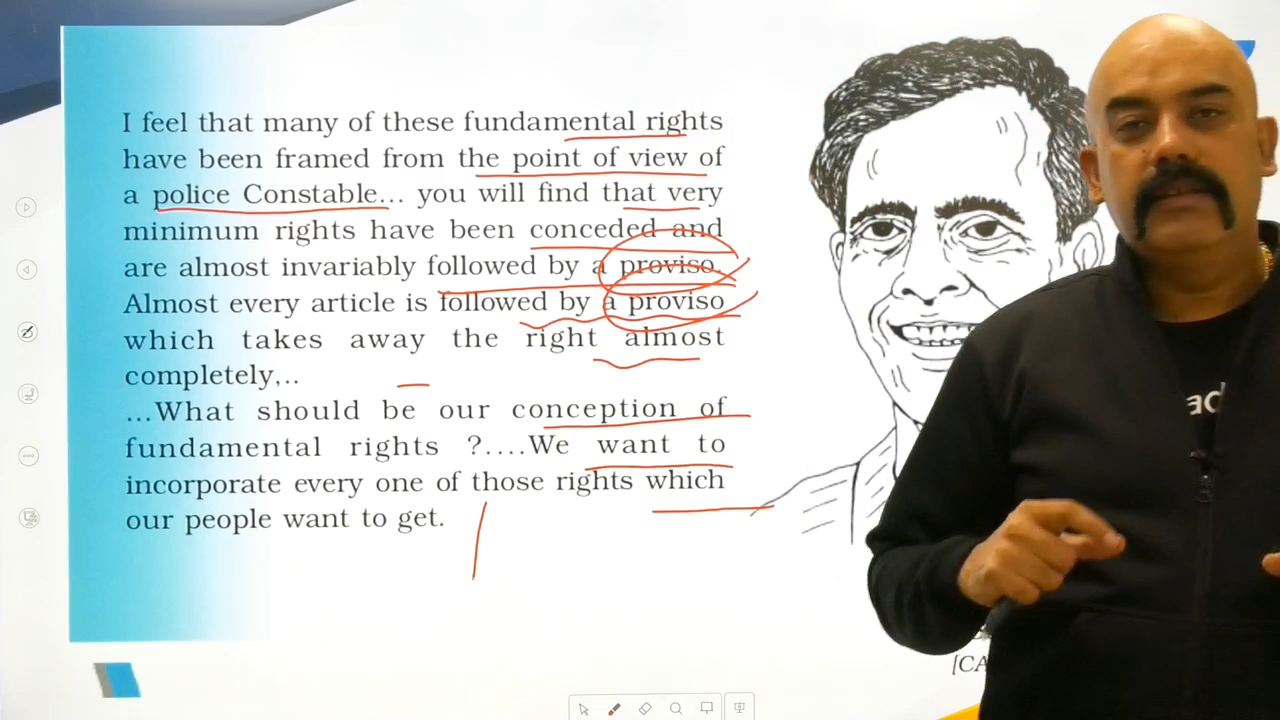 I feel that many of these fundamental rights
have been framed from the point of view of
a police Constable... you will find that very
minimum rights have been conceded and
are almost invariably followed by a proviso.
Almost every article is followed by a proviso
which takes away the right almost
completely,..
...What should be our conception of
fundamental rights ?....We want to
incorporate every one of those rights which
our people want to get.
ad
[CA